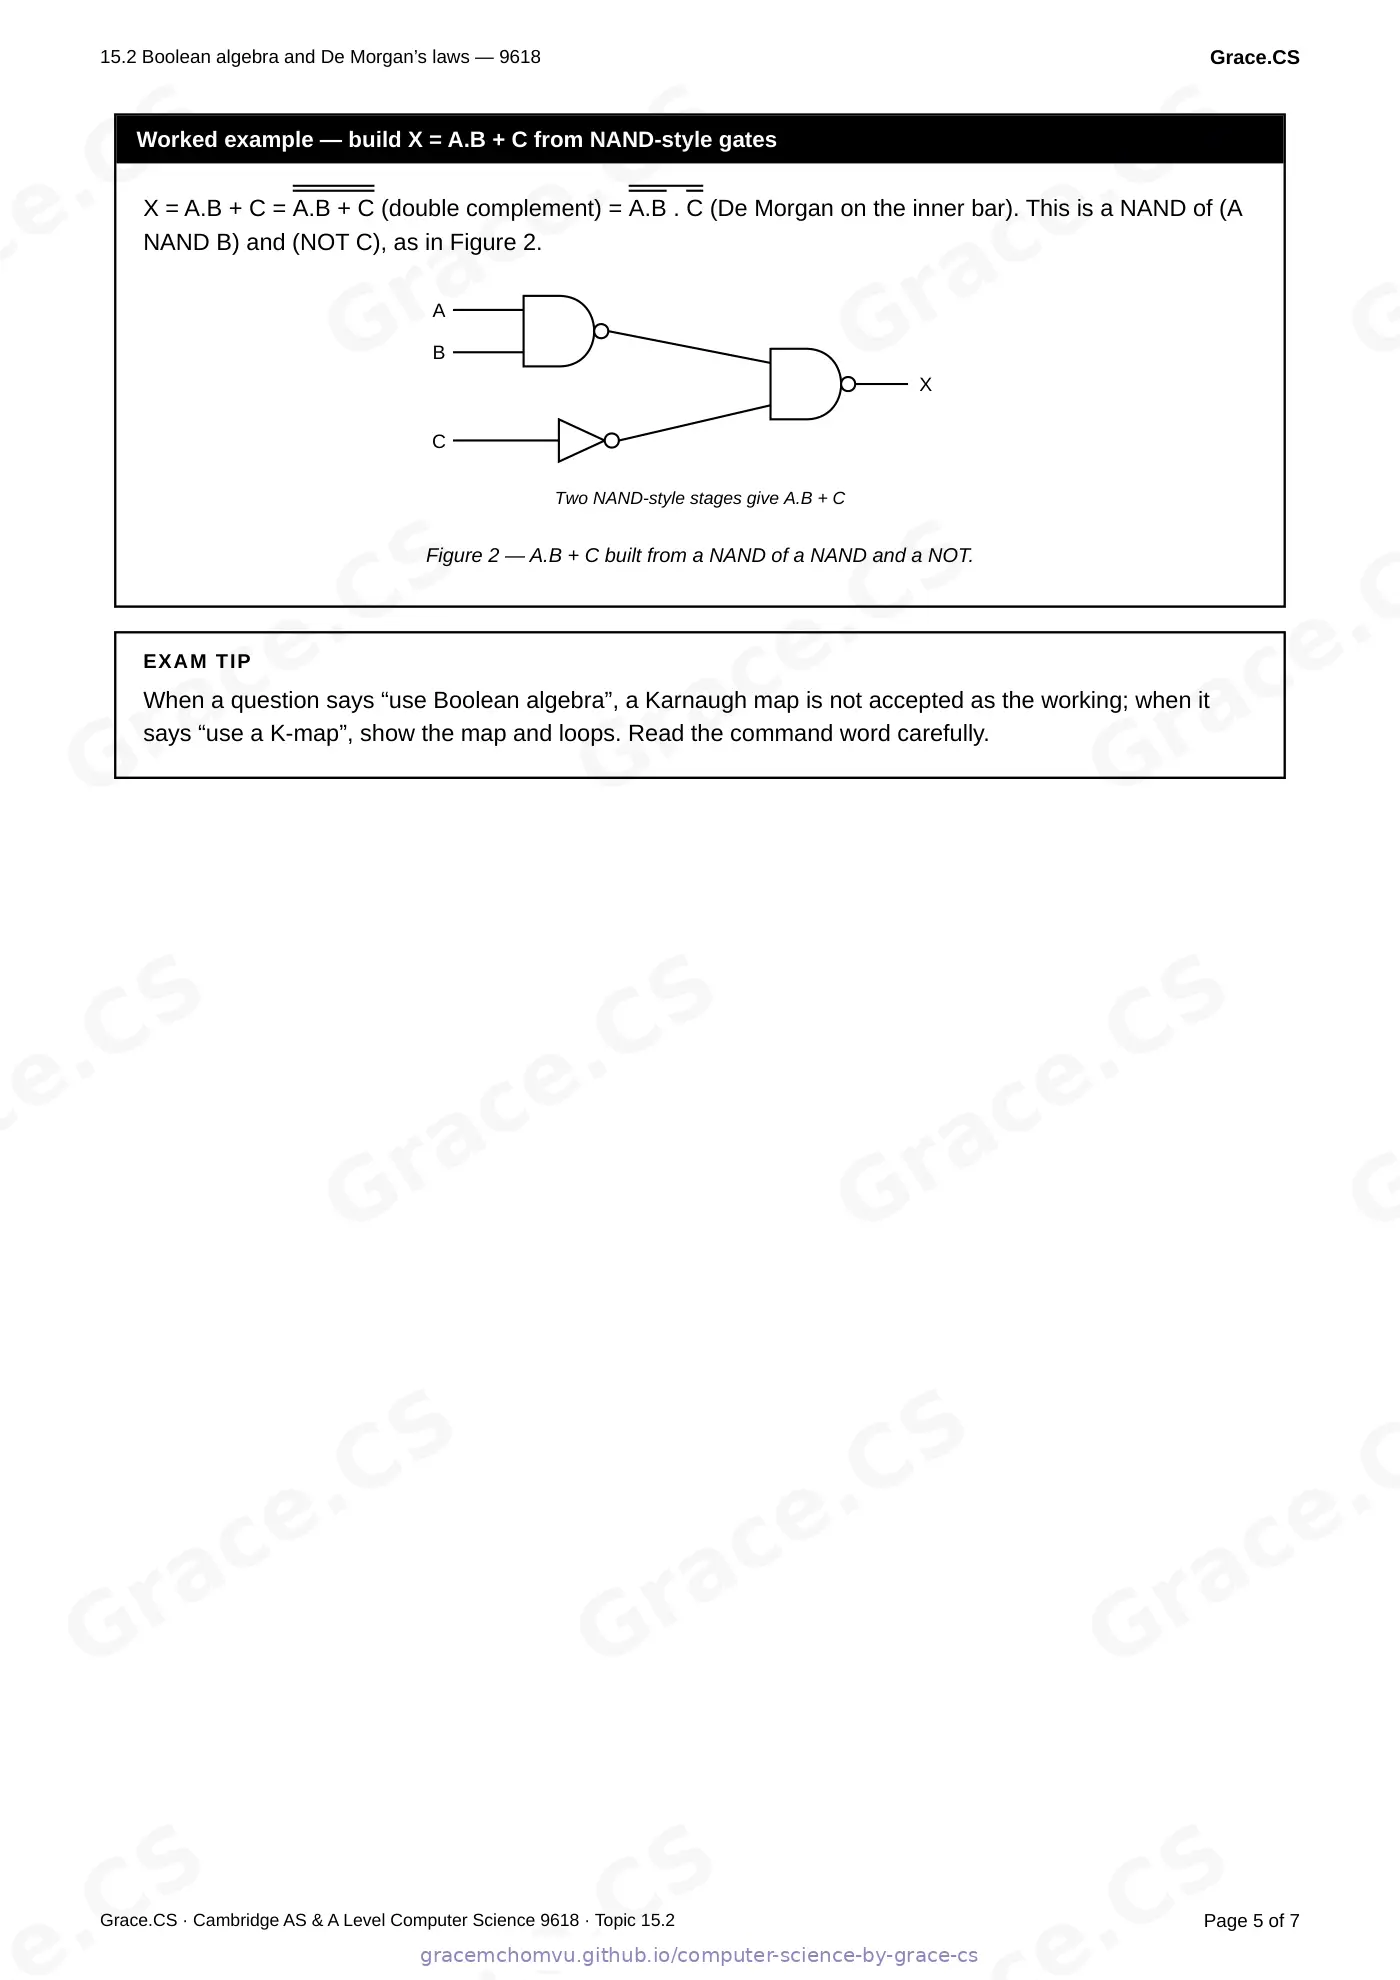 15.2 Boolean algebra and De Morgan’s laws — 9618
Grace.CS
Worked example — build X = A.B + C from NAND-style gates
X = A.B + C = A.B + C (double complement) = A.B . C (De Morgan on the inner bar). This is a NAND of (A
NAND B) and (NOT C), as in Figure 2.
A
B
X
C
Two NAND-style stages give A.B + C
Figure 2 — A.B + C built from a NAND of a NAND and a NOT.
EXAM TIP
When a question says “use Boolean algebra”, a Karnaugh map is not accepted as the working; when it
says “use a K-map”, show the map and loops. Read the command word carefully.
Grace.CS · Cambridge AS & A Level Computer Science 9618 · Topic 15.2
Page 5 of 7
gracemchomvu.github.io/computer-science-by-grace-cs